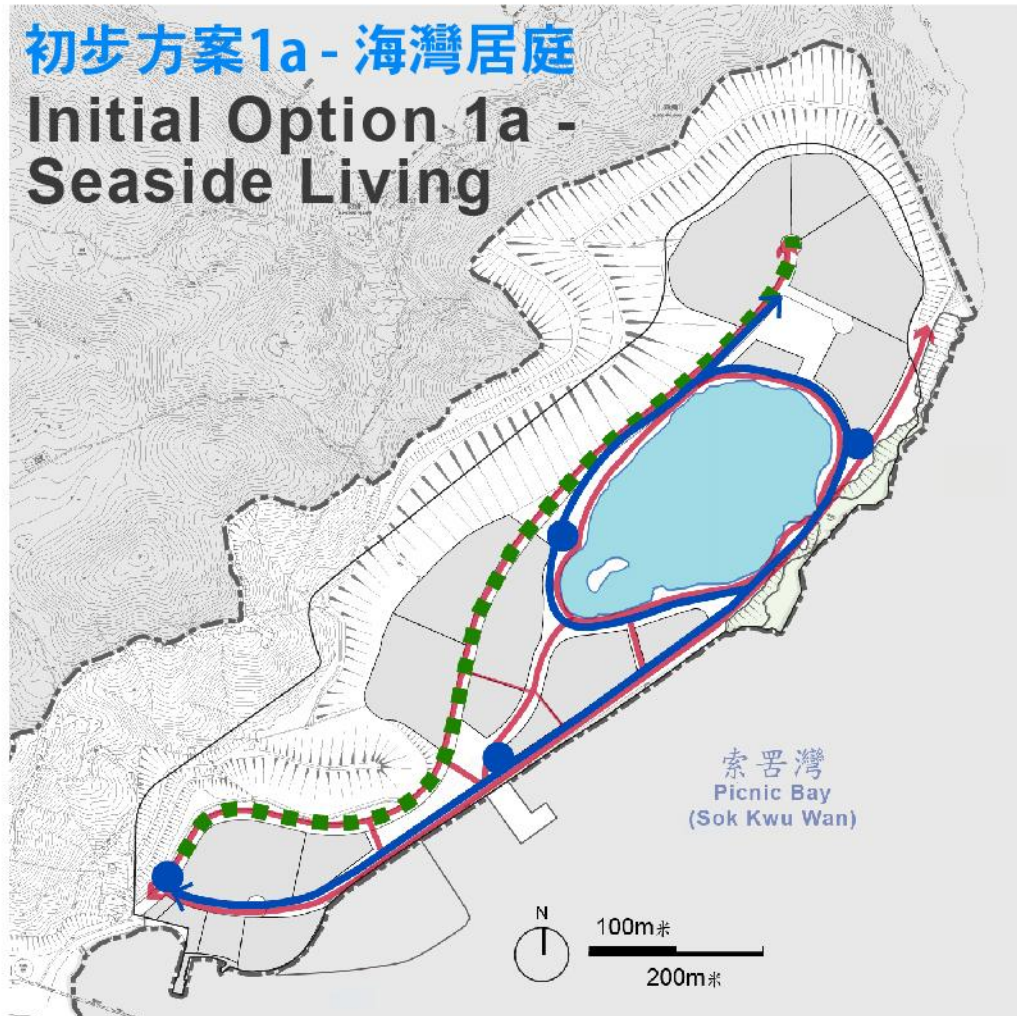 初步方案1a - 海灣居庭
Initial Option 1a -
Seaside Living
索罟灣
Picnic Bay
(Sok Kwu Wan)
N
100m米
200m米